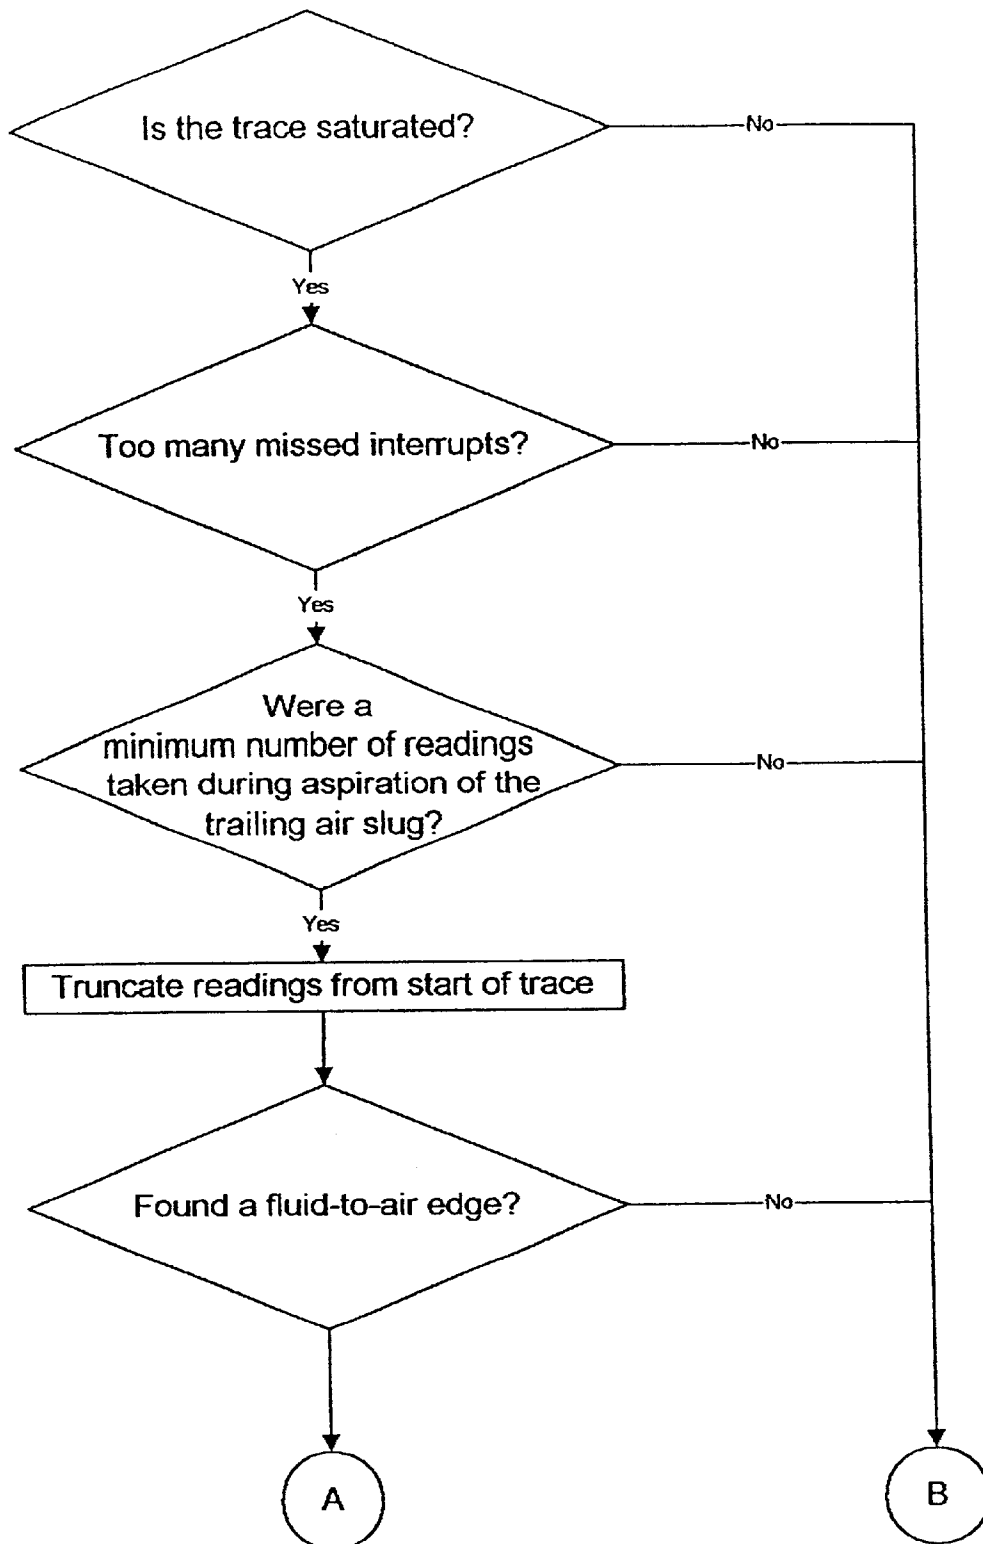 Is the trace saturated?
No
Yes
Too many missed interrupts?
No
Yes
Were a
minimum number of readings
taken during aspiration of the
trailing air slug?
No
Yes
Truncate readings from start of trace
Found a fluid-to-air edge?
No
A
B